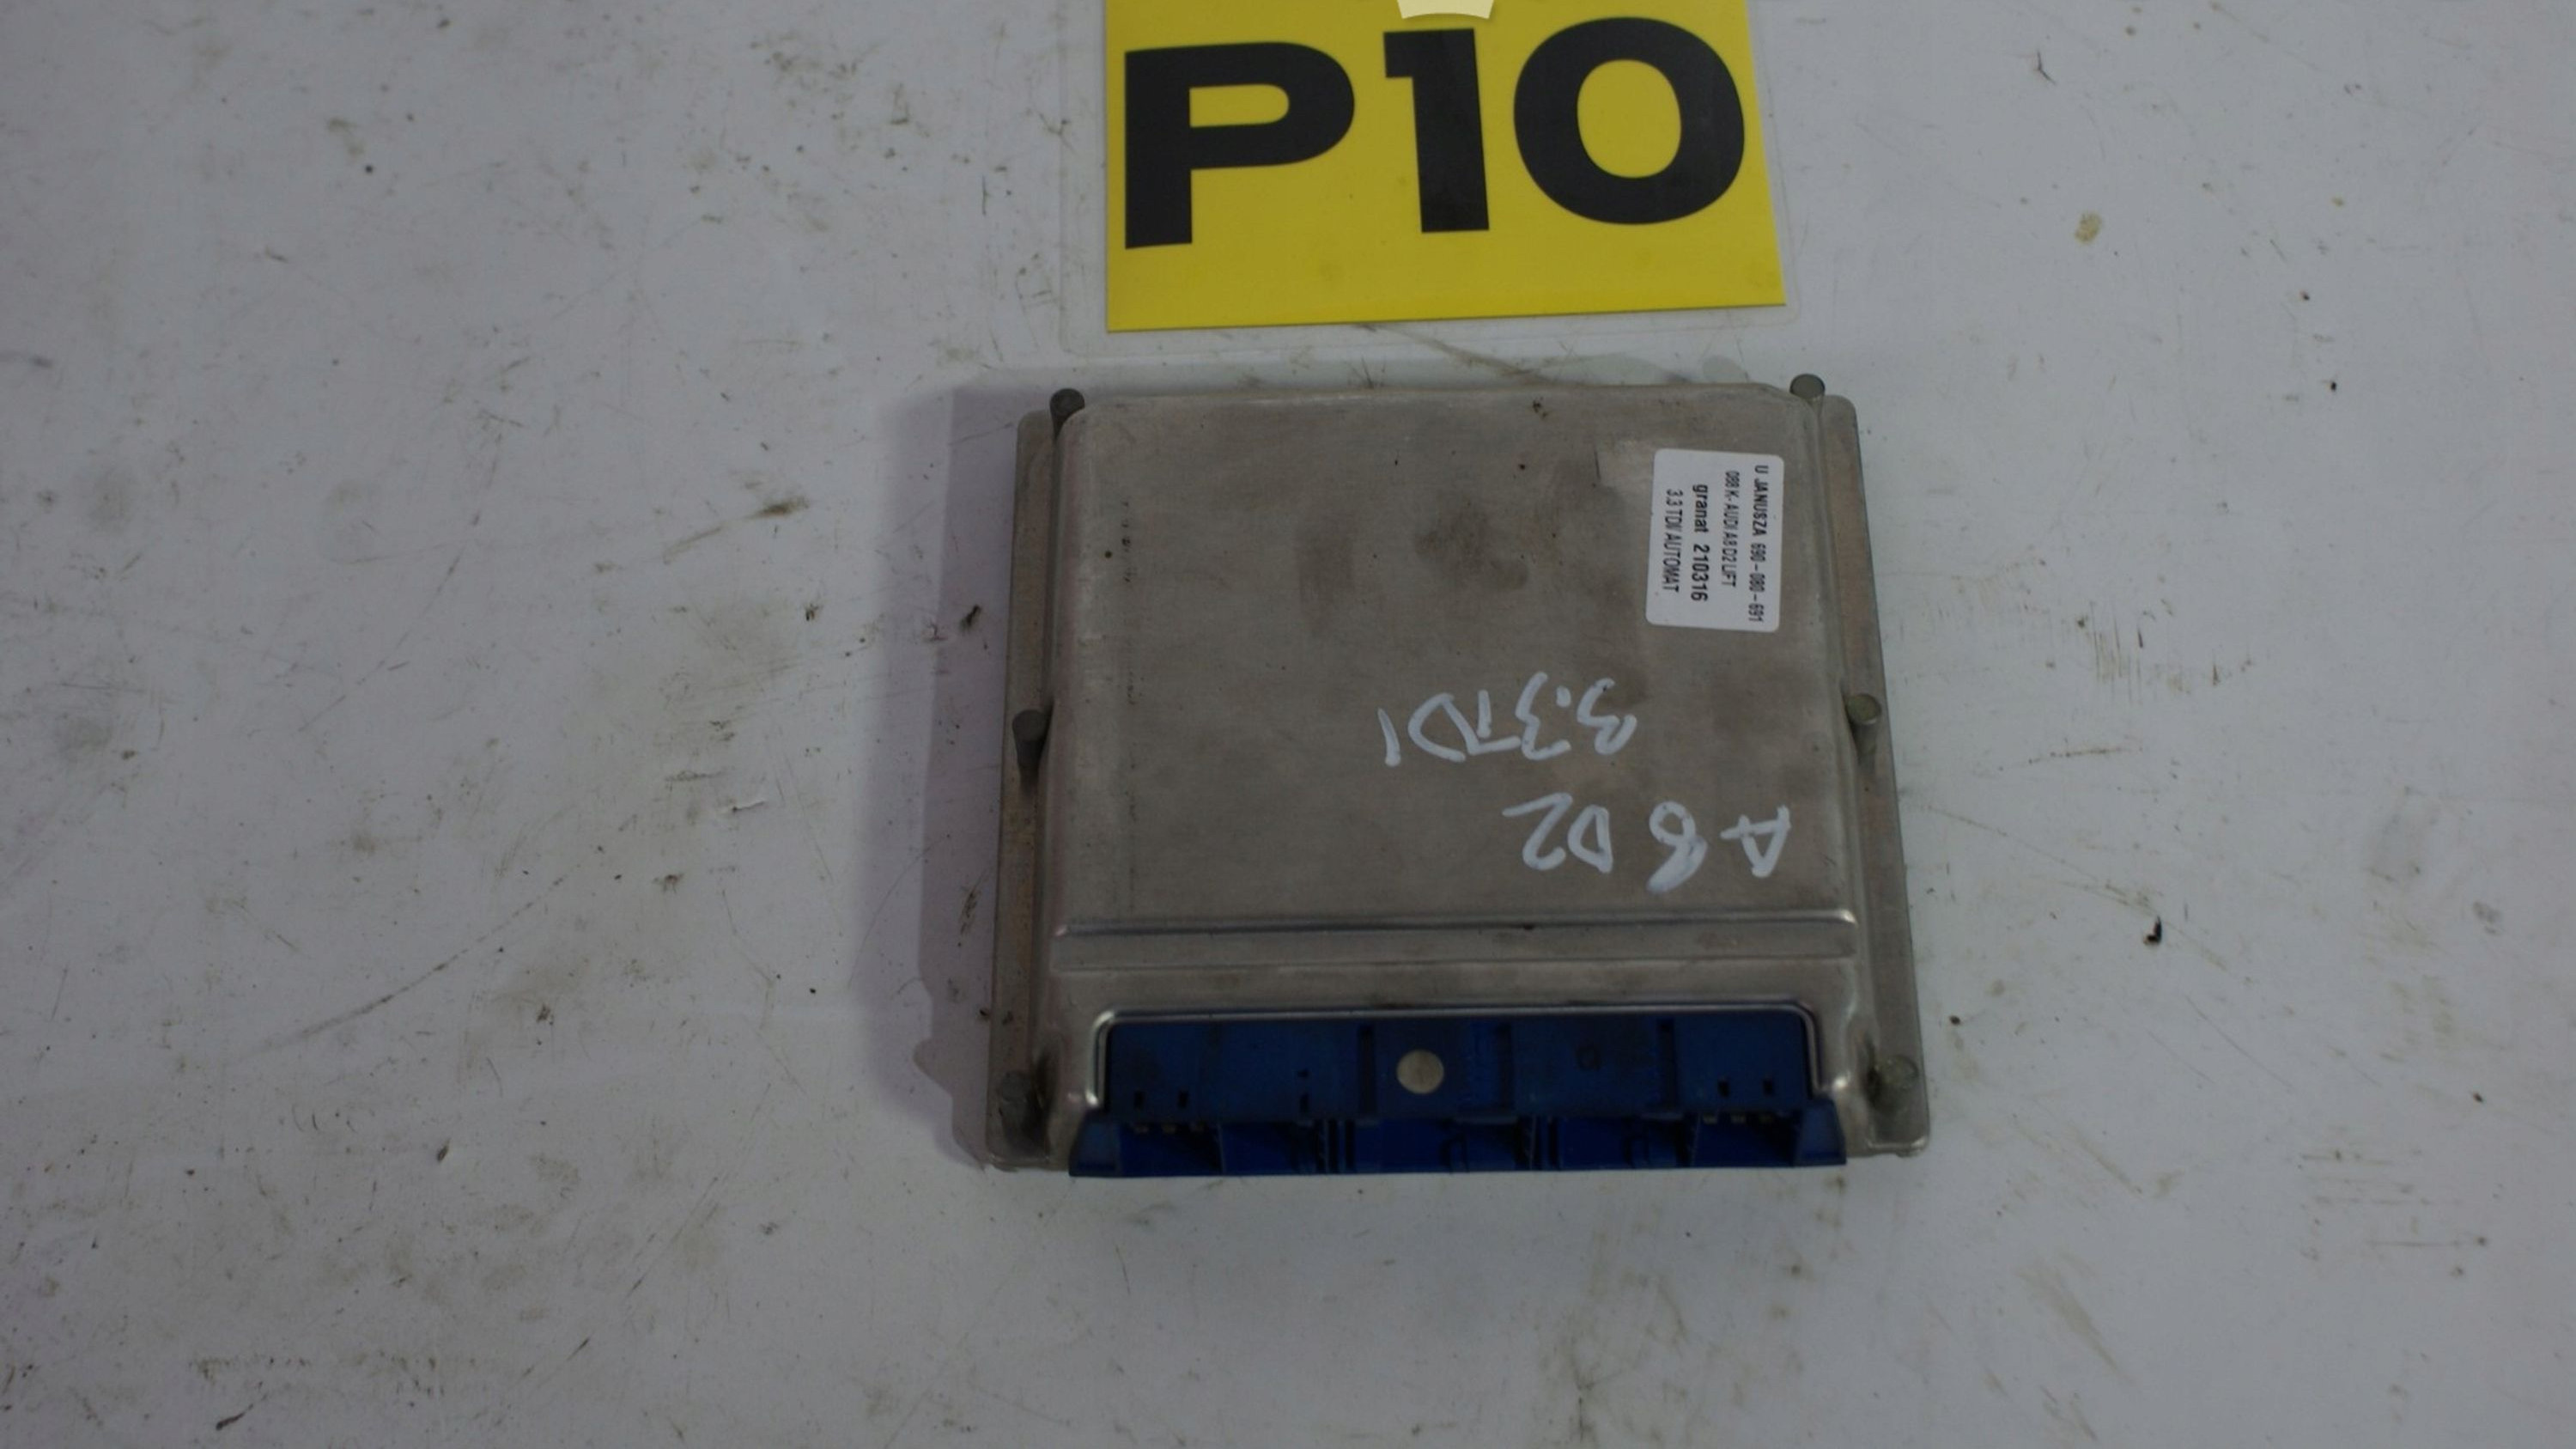 P10
U JANUSZA 690-080-691
098 K- AUDI A8 D2 LIFT
granat 210316
3.3 TDI/ AUTOMAT
A8 D2
3.3TDI